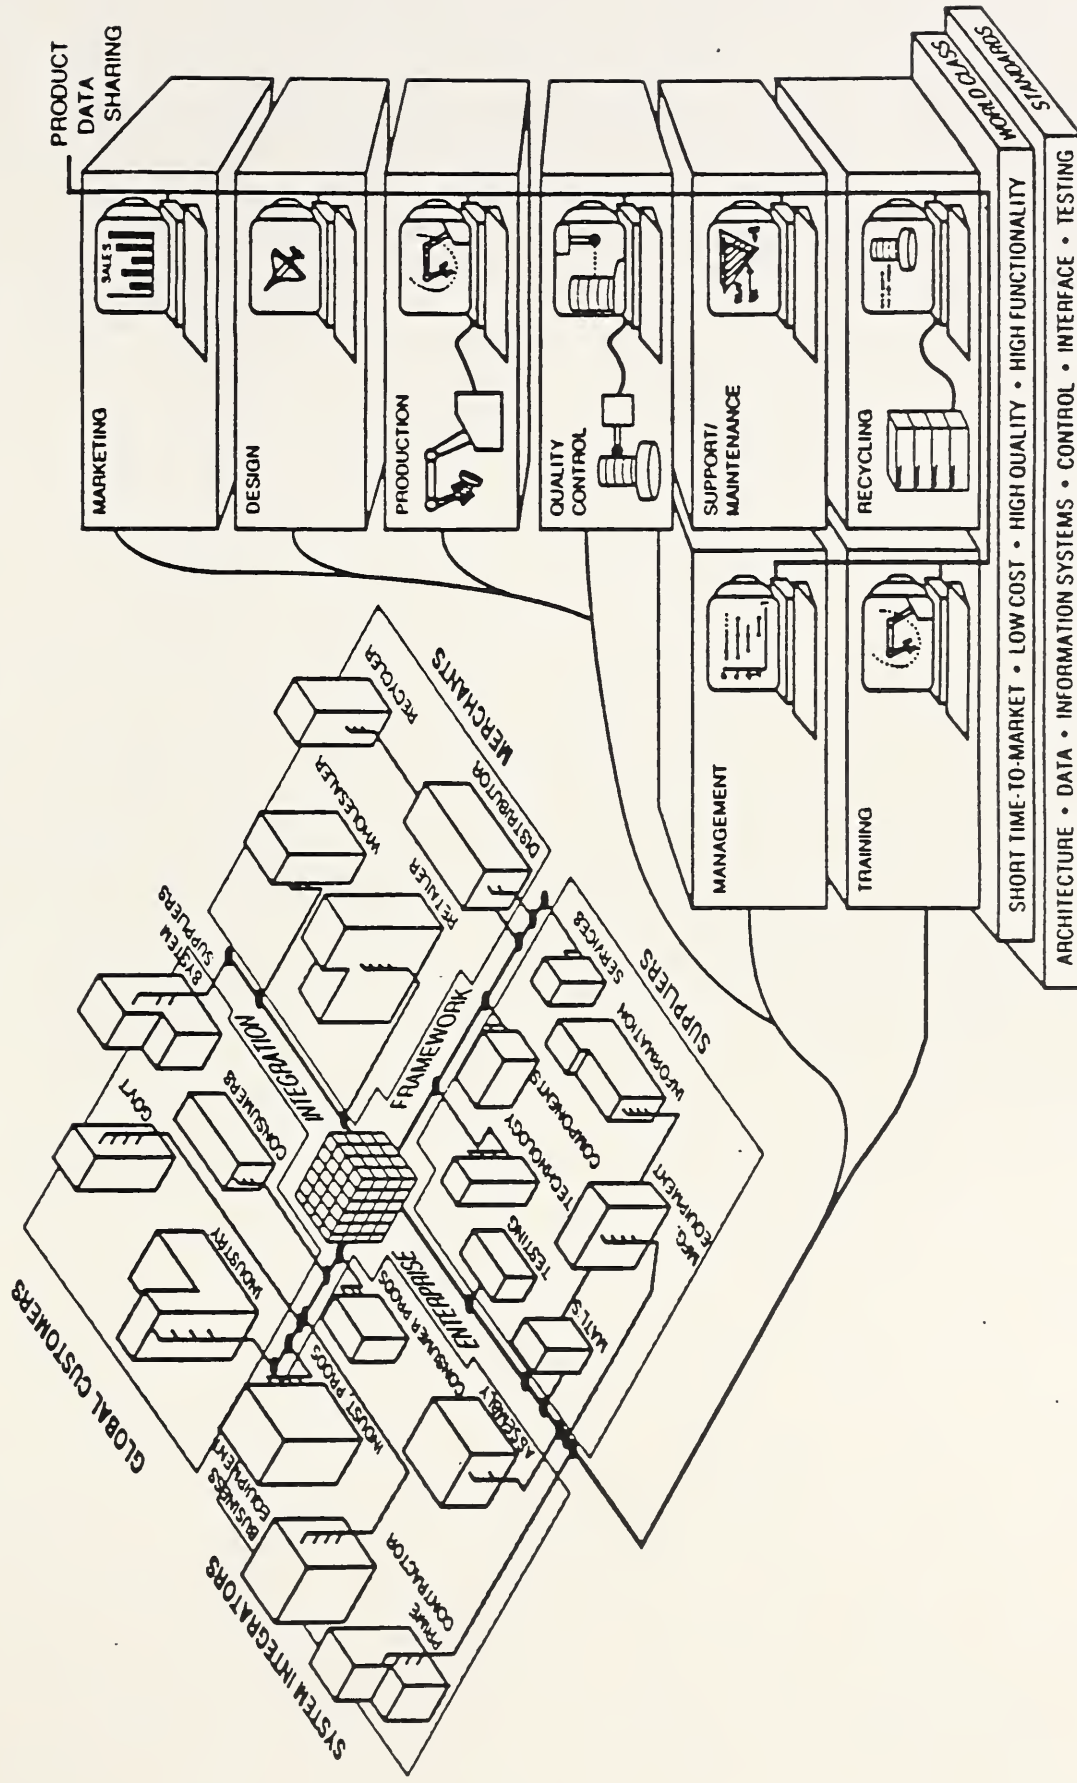 PRODUCT
DATA
SHARING
MARKETING
SALES
DESIGN
PRODUCTION
QUALITY
CONTROL
SUPPORT/
MAINTENANCE
RECYCLING
MANAGEMENT
TRAINING
WORLD CLASS
STANDARDS
SHORT TIME-TO-MARKET • LOW COST • HIGH QUALITY • HIGH FUNCTIONALITY
ARCHITECTURE • DATA • INFORMATION SYSTEMS • CONTROL • INTERFACE • TESTING
GLOBAL CUSTOMERS
INDUSTRY
GOVT
CONSUMERS
SYSTEM
SUPPLIERS
MERCHANTS
WHOLESALER
RECYCLER
RETAILER
DISTRIBUTOR
SYSTEM INTEGRATORS
BUSINESS
EQUIPMENT
INDUST. PRODS
CONSUMER PRODS
PRIME
CONTRACTOR
ASSEMBLY
SUPPLIERS
SERVICES
INFORMATION
COMPONENTS
TECHNOLOGY
TESTING
MFG.
EQUIPMENT
MATLS
ENTERPRISE
INTEGRATION
FRAMEWORK